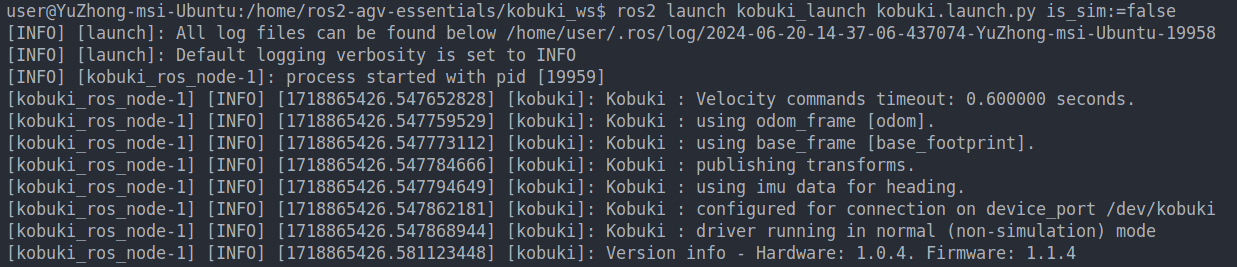 user@YuZhong-msi-Ubuntu:/home/ros2-agv-essentials/kobuki_ws$ ros2 launch kobuki_launch kobuki.launch.py is_sim:=false
[INFO] [launch]: All log files can be found below /home/user/.ros/log/2024-06-20-14-37-06-437074-YuZhong-msi-Ubuntu-19958
[INFO] [launch]: Default logging verbosity is set to INFO
[INFO] [kobuki_ros_node-1]: process started with pid [19959]
[kobuki_ros_node-1] [INFO] [1718865426.547652828] [kobuki]: Kobuki : Velocity commands timeout: 0.600000 seconds.
[kobuki_ros_node-1] [INFO] [1718865426.547759529] [kobuki]: Kobuki : using odom_frame [odom].
[kobuki_ros_node-1] [INFO] [1718865426.547773112] [kobuki]: Kobuki : using base_frame [base_footprint].
[kobuki_ros_node-1] [INFO] [1718865426.547784666] [kobuki]: Kobuki : publishing transforms.
[kobuki_ros_node-1] [INFO] [1718865426.547794649] [kobuki]: Kobuki : using imu data for heading.
[kobuki_ros_node-1] [INFO] [1718865426.547862181] [kobuki]: Kobuki : configured for connection on device_port /dev/kobuki
[kobuki_ros_node-1] [INFO] [1718865426.547868944] [kobuki]: Kobuki : driver running in normal (non-simulation) mode
[kobuki_ros_node-1] [INFO] [1718865426.581123448] [kobuki]: Version info - Hardware: 1.0.4. Firmware: 1.1.4